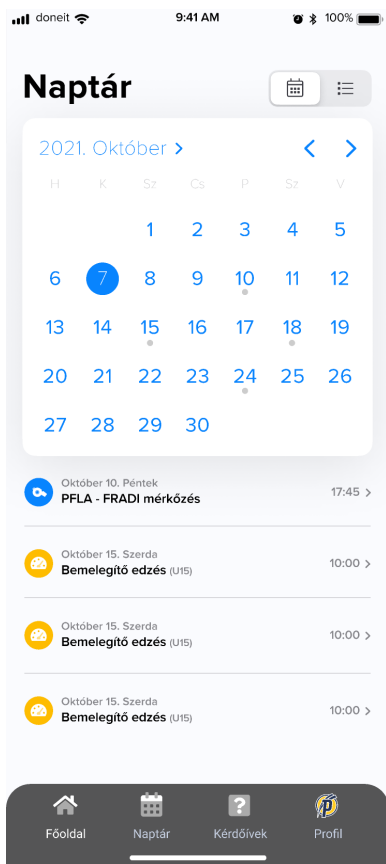 doneit 9:41 AM 100%
Naptár
2021. Október
H K Sz Cs P Sz V
1 2 3 4 5
6 7 8 9 10 11 12
13 14 15 16 17 18 19
20 21 22 23 24 25 26
27 28 29 30
Október 10. Péntek
PFLA - FRADI mérkőzés 17:45
Október 15. Szerda
Bemelegítő edzés (U15) 10:00
Október 15. Szerda
Bemelegítő edzés (U15) 10:00
Október 15. Szerda
Bemelegítő edzés (U15) 10:00
Főoldal Naptár Kérdőívek Profil